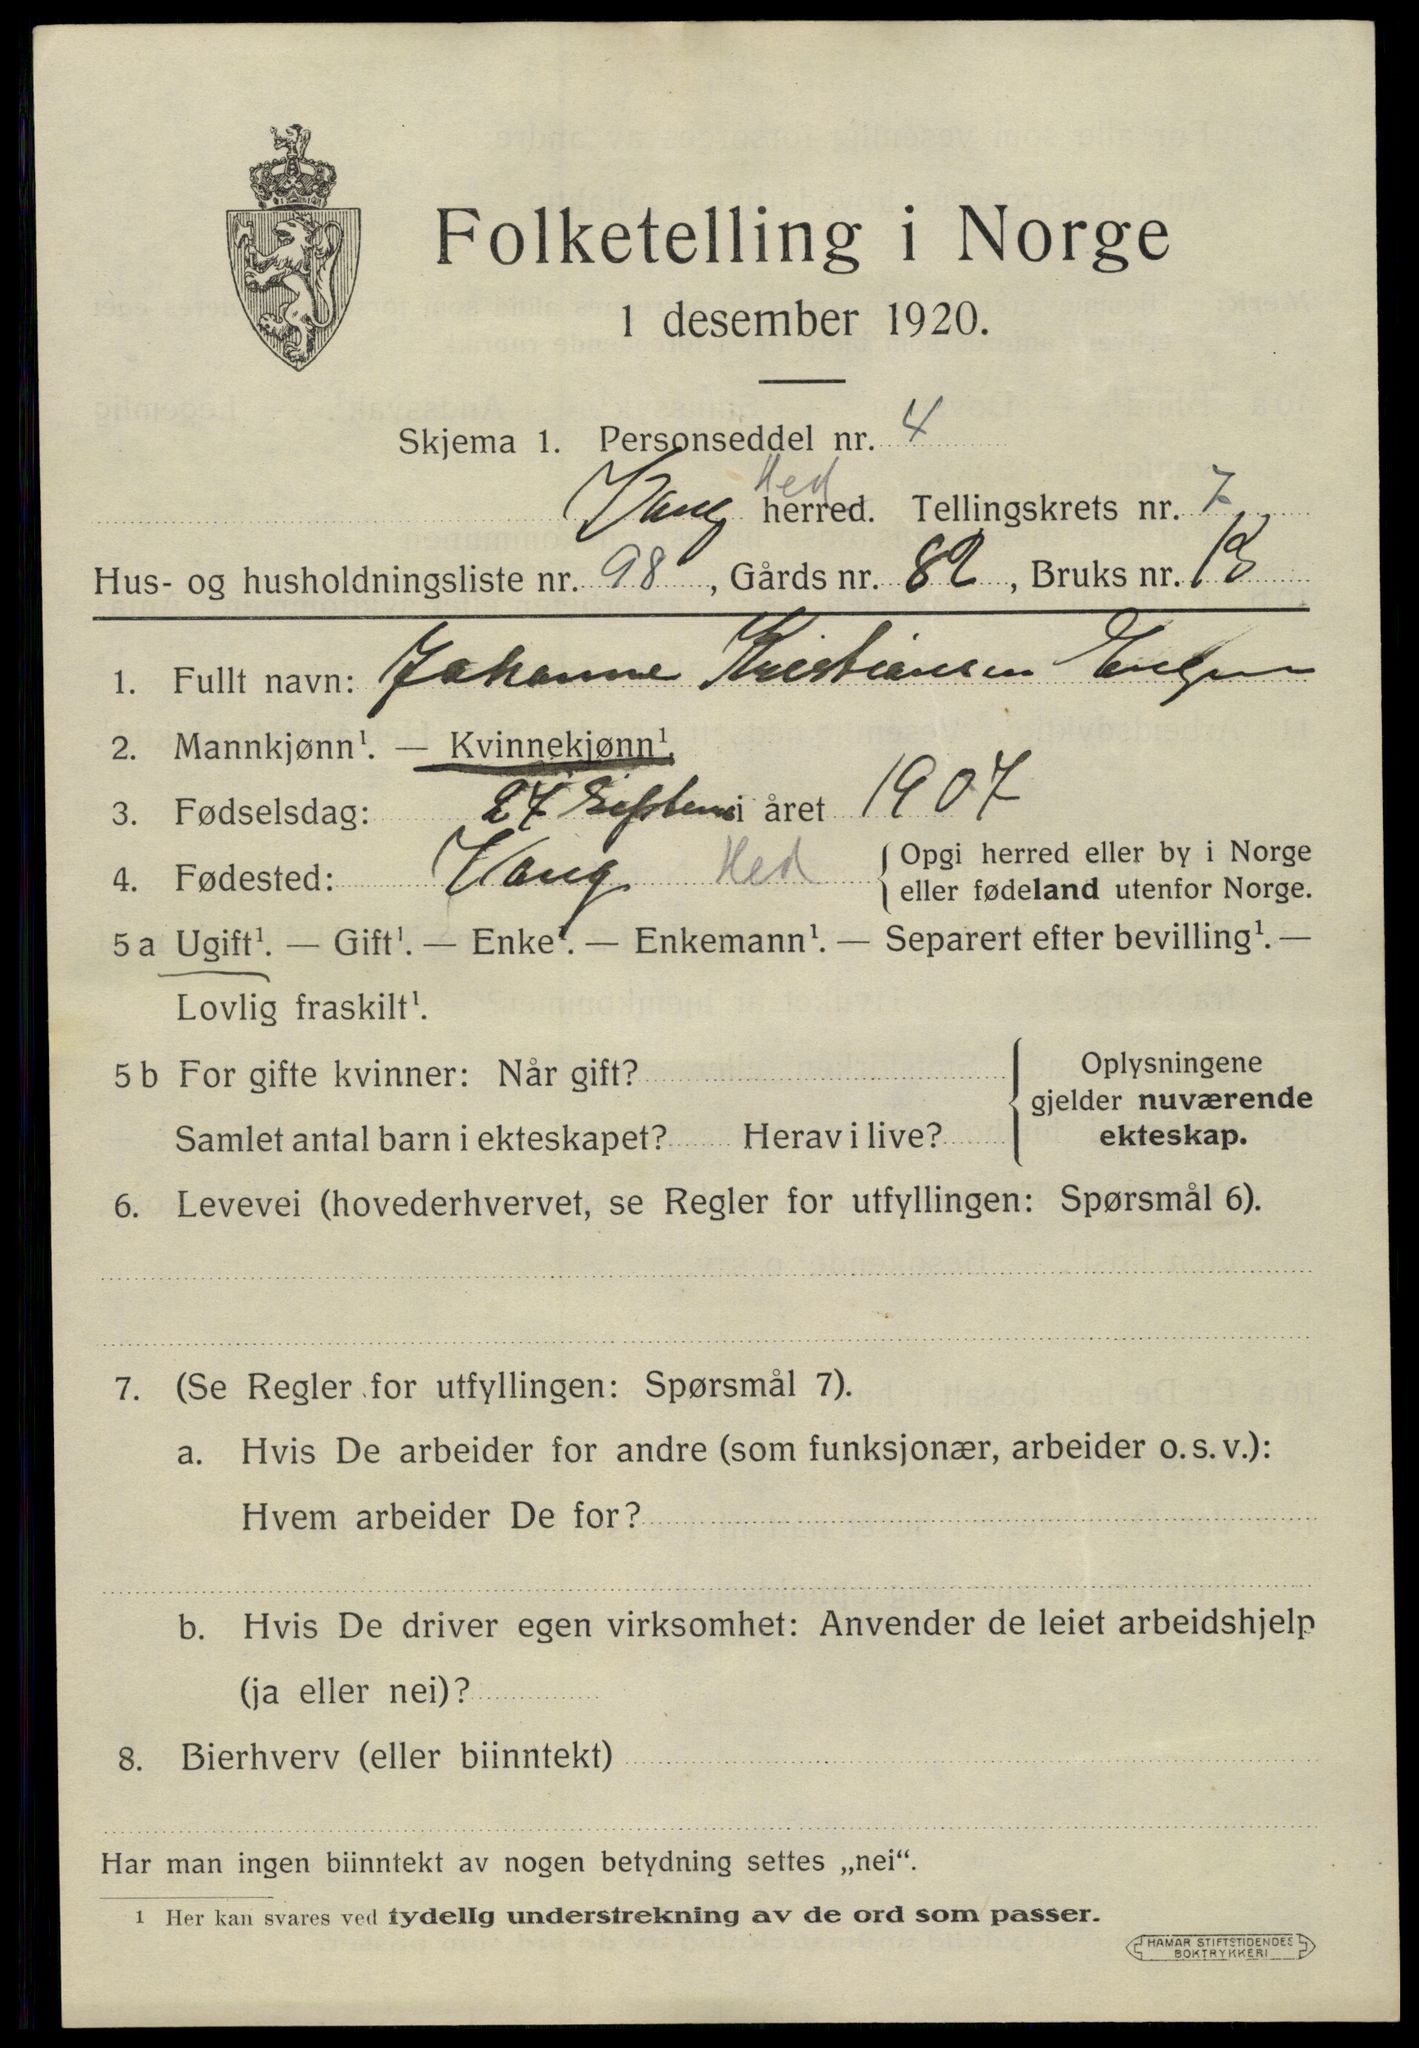 Folketelling i Norge
1 desember 1920.
Skjema 1. Personseddel nr. 4
Hed
Vang herred. Tellingskrets nr. 7
Hus- og husholdningsliste nr. 98, Gårds nr. 82, Bruks nr. 13
1. Fullt navn: Johanne Kristiansen
2. Mannkjønn¹. — Kvinnekjønn¹.
3. Fødselsdag: 27 Septem i året 1907
4. Fødested: Vang Hed { Opgi herred eller by i Norge
eller fødeland utenfor Norge.
5 a Ugift¹. — Gift¹. — Enke¹. — Enkemann¹. — Separert efter bevilling¹. —
Lovlig fraskilt¹.
5 b For gifte kvinner: Når gift?
Samlet antal barn i ekteskapet? Herav i live?
{ Oplysningene
gjelder nuværende
ekteskap.
6. Levevei (hovederhvervet, se Regler for utfyllingen: Spørsmål 6).
7. (Se Regler for utfyllingen: Spørsmål 7).
a. Hvis De arbeider for andre (som funksjonær, arbeider o. s. v.):
Hvem arbeider De for?
b. Hvis De driver egen virksomhet: Anvender de leiet arbeidshjelp
(ja eller nei)?
8. Bierhverv (eller biinntekt)
Har man ingen biinntekt av nogen betydning settes „nei“.
1 Her kan svares ved tydelig understrekning av de ord som passer.
HAMAR STIFTSTIDENDES
BOKTRYKKERI